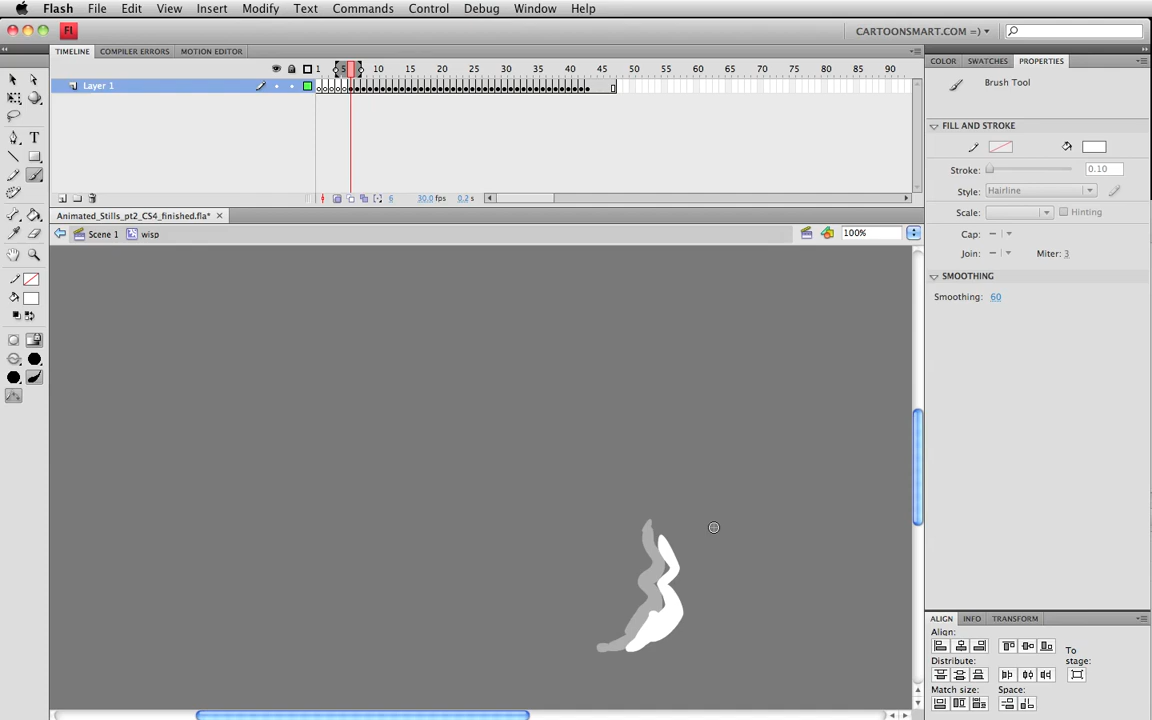 Flash File Edit View Insert Modify Text Commands Control Debug Window Help
Fl CARTOONSMART.COM =)
TIMELINE COMPILER ERRORS MOTION EDITOR
COLOR SWATCHES PROPERTIES
1 5 10 15 20 25 30 35 40 45 50 55 60 65 70 75 80 85 90
Layer 1
Brush Tool
FILL AND STROKE
Stroke: 0.10
Style: Hairline
Scale: Hinting
Cap:
Join: Miter: 3
SMOOTHING
Smoothing: 60
6 30.0 fps 0.2 s
Animated_Stills_pt2_CS4_finished.fla*
Scene 1 wisp 100%
T
ALIGN INFO TRANSFORM
Align:
To stage:
Distribute:
Match size: Space: